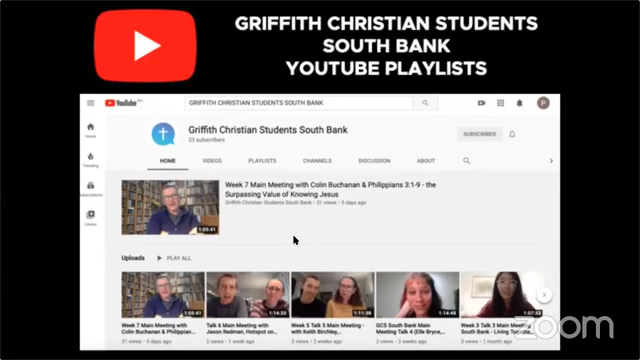 GRIFFITH CHRISTIAN STUDENTS
SOUTH BANK
YOUTUBE PLAYLISTS
YouTube
GRIFFITH CHRISTIAN STUDENTS SOUTH BANK
P
Home
Trending
Subscriptions
Library
Griffith Christian Students South Bank
23 subscribers
SUBSCRIBED
HOME VIDEOS PLAYLISTS CHANNELS DISCUSSION ABOUT
Week 7 Main Meeting with Colin Buchanan & Philippians 3:1-9 - the
Surpassing Value of Knowing Jesus
Griffith Christian Students South Bank • 31 views • 5 days ago
1:05:41
Uploads PLAY ALL
1:05:41 1:14:33 1:11:38 1:14:48 1:07:35
Week 7 Main Meeting with
Colin Buchanan & Philippian...
31 views • 5 days ago
Talk 6 Main Meeting with
Jason Redman, Hotspot on...
2 views • 1 week ago
Week 5 Talk 5 Main Meeting -
with Keith Birchley,
3 views • 2 weeks ago
GCS South Bank Main
Meeting Talk 4 (Elle Bryce,
Week 3 Talk 3 Main Meeting
South Bank - Living
3 views • 1 month ago
zoom